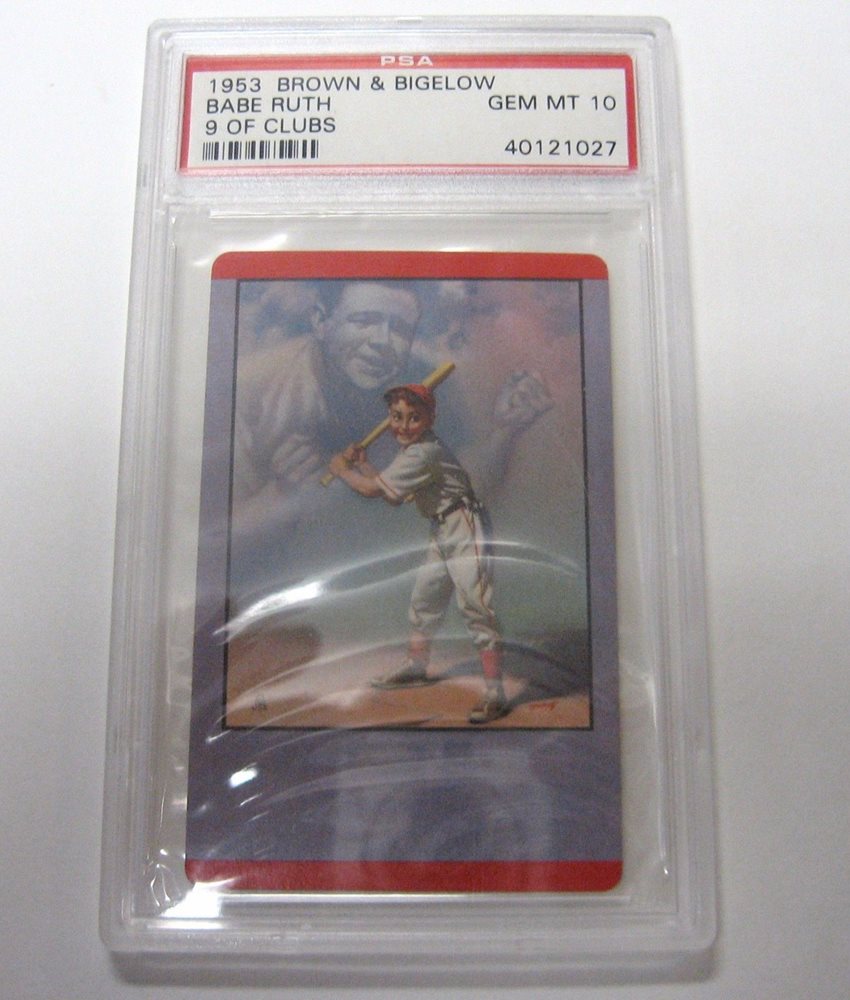 PSA
1953 BROWN & BIGELOW
BABE RUTH GEM MT 10
9 OF CLUBS
40121027